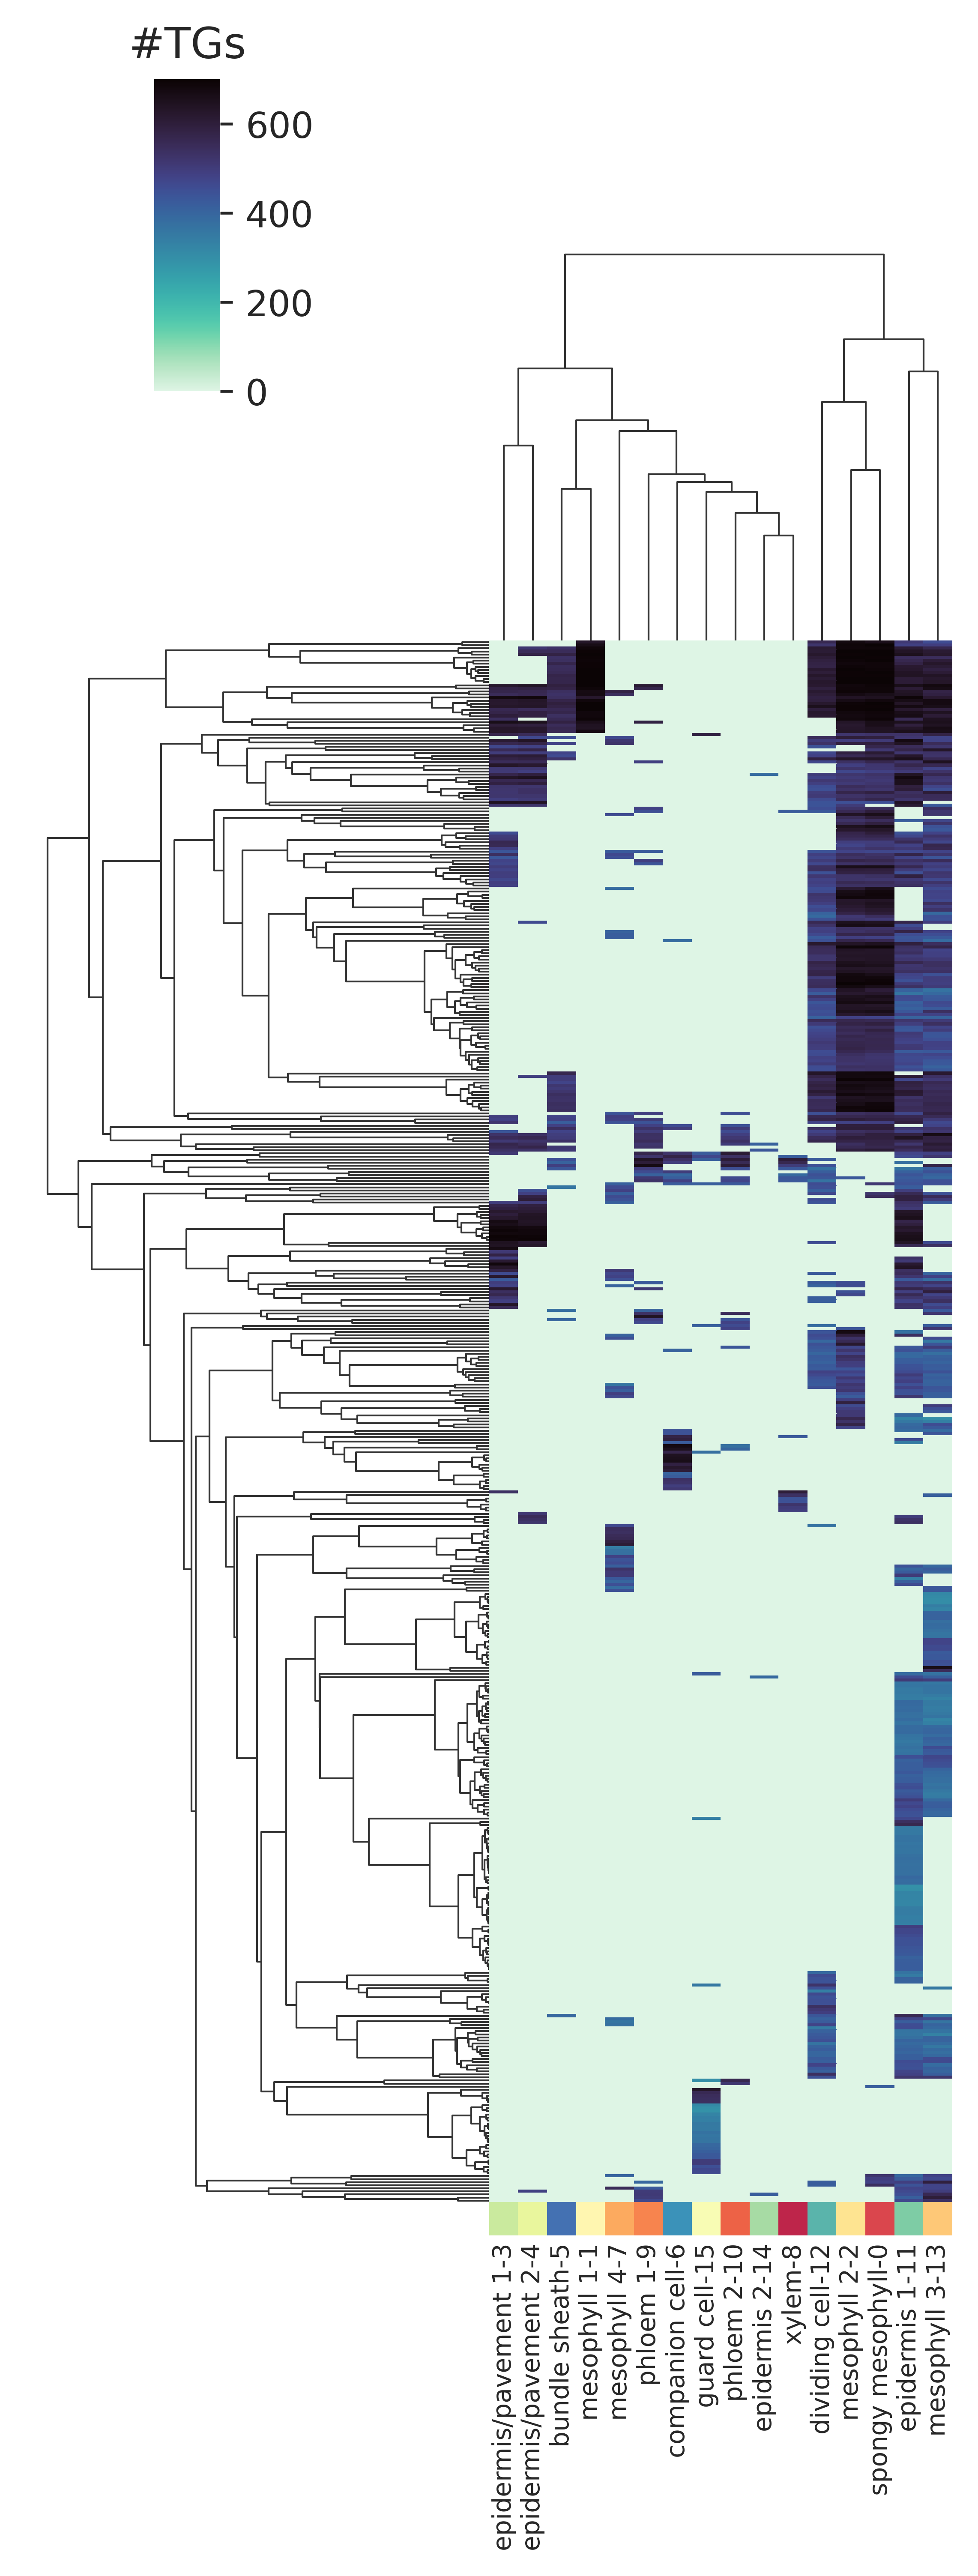 #TGs
600
400
200
0
epidermis/pavement 1-3
epidermis/pavement 2-4
bundle sheath-5
mesophyll 1-1
mesophyll 4-7
phloem 1-9
companion cell-6
guard cell-15
phloem 2-10
epidermis 2-14
xylem-8
dividing cell-12
mesophyll 2-2
spongy mesophyll-0
epidermis 1-11
mesophyll 3-13